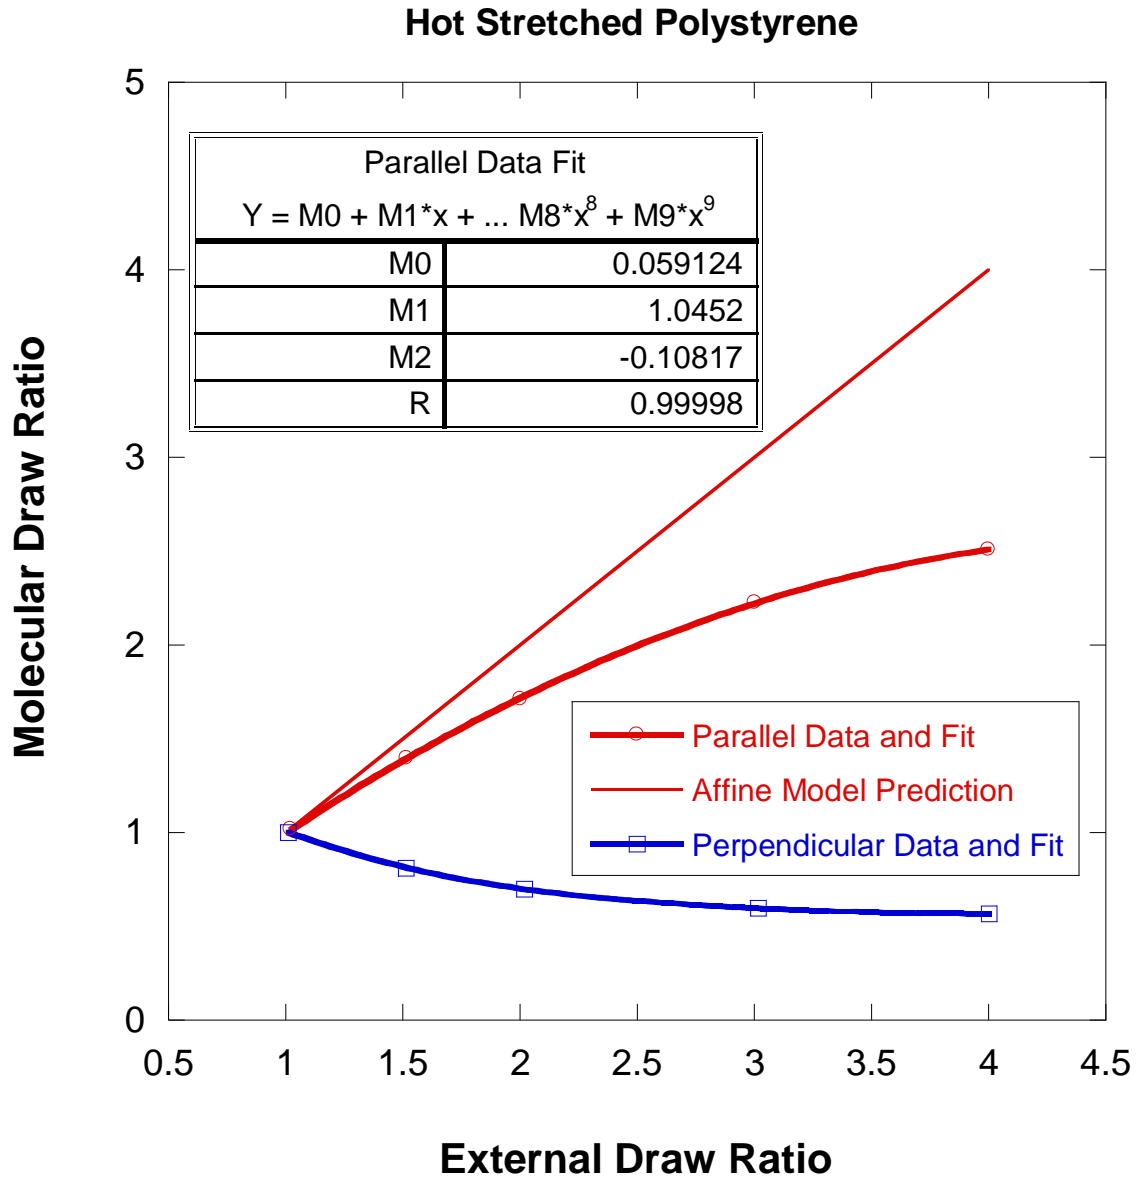 Hot Stretched Polystyrene
5
Parallel Data Fit
Y = M0 + M1*x + ... M8*x⁸ + M9*x⁹
M0 0.059124
M1 1.0452
M2 -0.10817
R 0.99998
4
3
2
1
0
Molecular Draw Ratio
Parallel Data and Fit
Affine Model Prediction
Perpendicular Data and Fit
0.5 1 1.5 2 2.5 3 3.5 4 4.5
External Draw Ratio